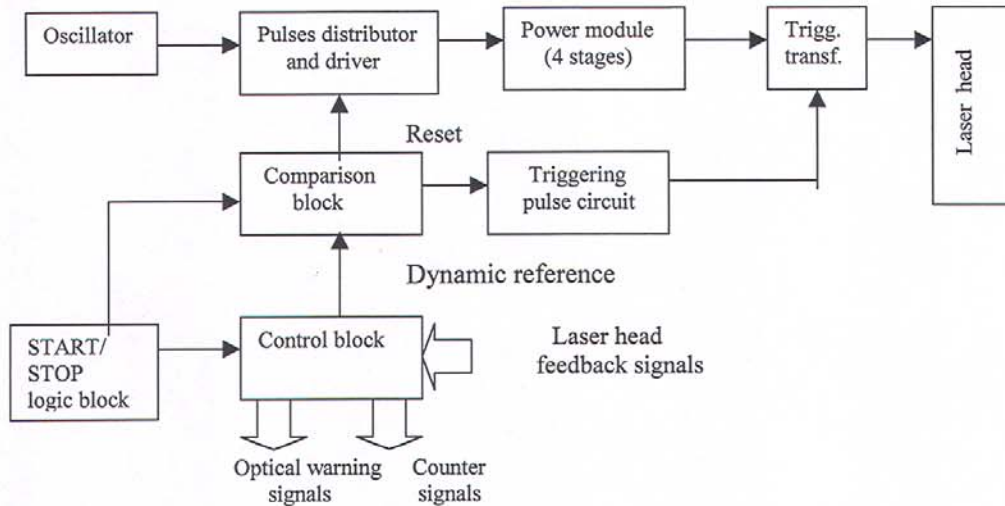 Oscillator
Pulses distributor
and driver
Power module
(4 stages)
Trigg.
transf.
Laser head
Reset
Comparison
block
Triggering
pulse circuit
Dynamic reference
START/
STOP
logic block
Control block
Laser head
feedback signals
Optical warning
signals
Counter
signals